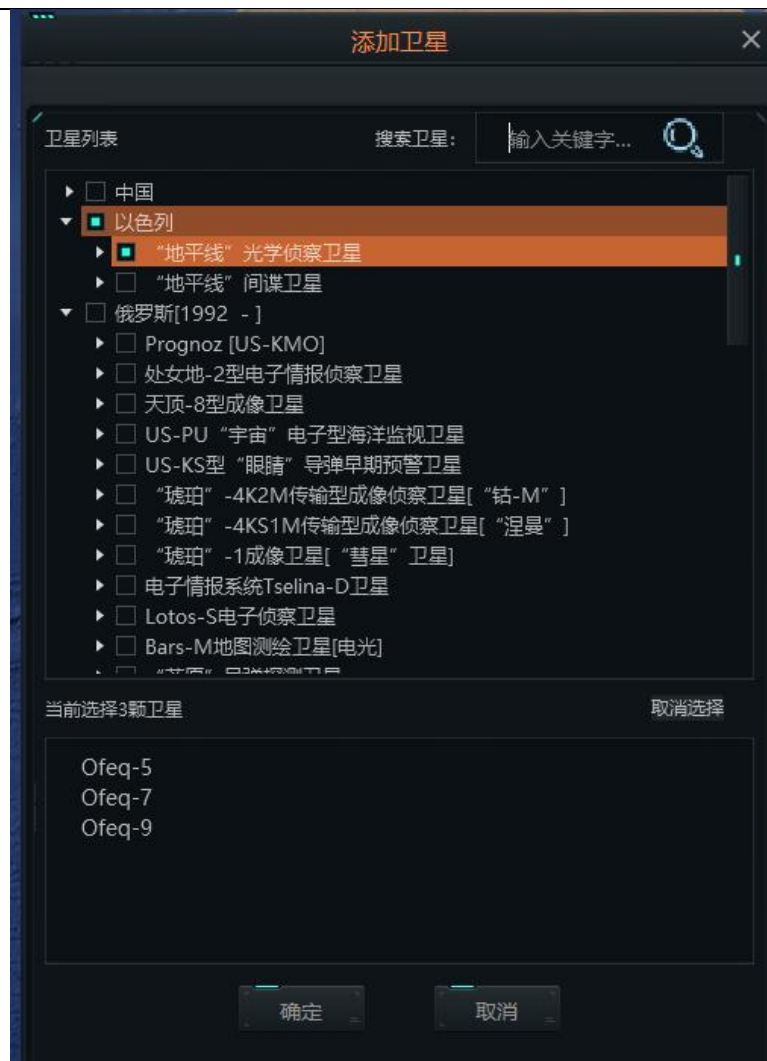 添加卫星
卫星列表 搜索卫星: 输入关键字...
中国
以色列
“地平线”光学侦察卫星
“地平线”间谍卫星
俄罗斯[1992 - ]
Prognoz [US-KMO]
处女地-2型电子情报侦察卫星
天顶-8型成像卫星
US-PU“宇宙”电子型海洋监视卫星
US-KS型“眼睛”导弹早期预警卫星
“琥珀”-4K2M传输型成像侦察卫星[“钴-M”]
“琥珀”-4KS1M传输型成像侦察卫星[“涅曼”]
“琥珀”-1成像卫星[“彗星”卫星]
电子情报系统Tselina-D卫星
Lotos-S电子侦察卫星
Bars-M地图测绘卫星[电光]
当前选择3颗卫星 取消选择
Ofeq-5
Ofeq-7
Ofeq-9
确定 取消